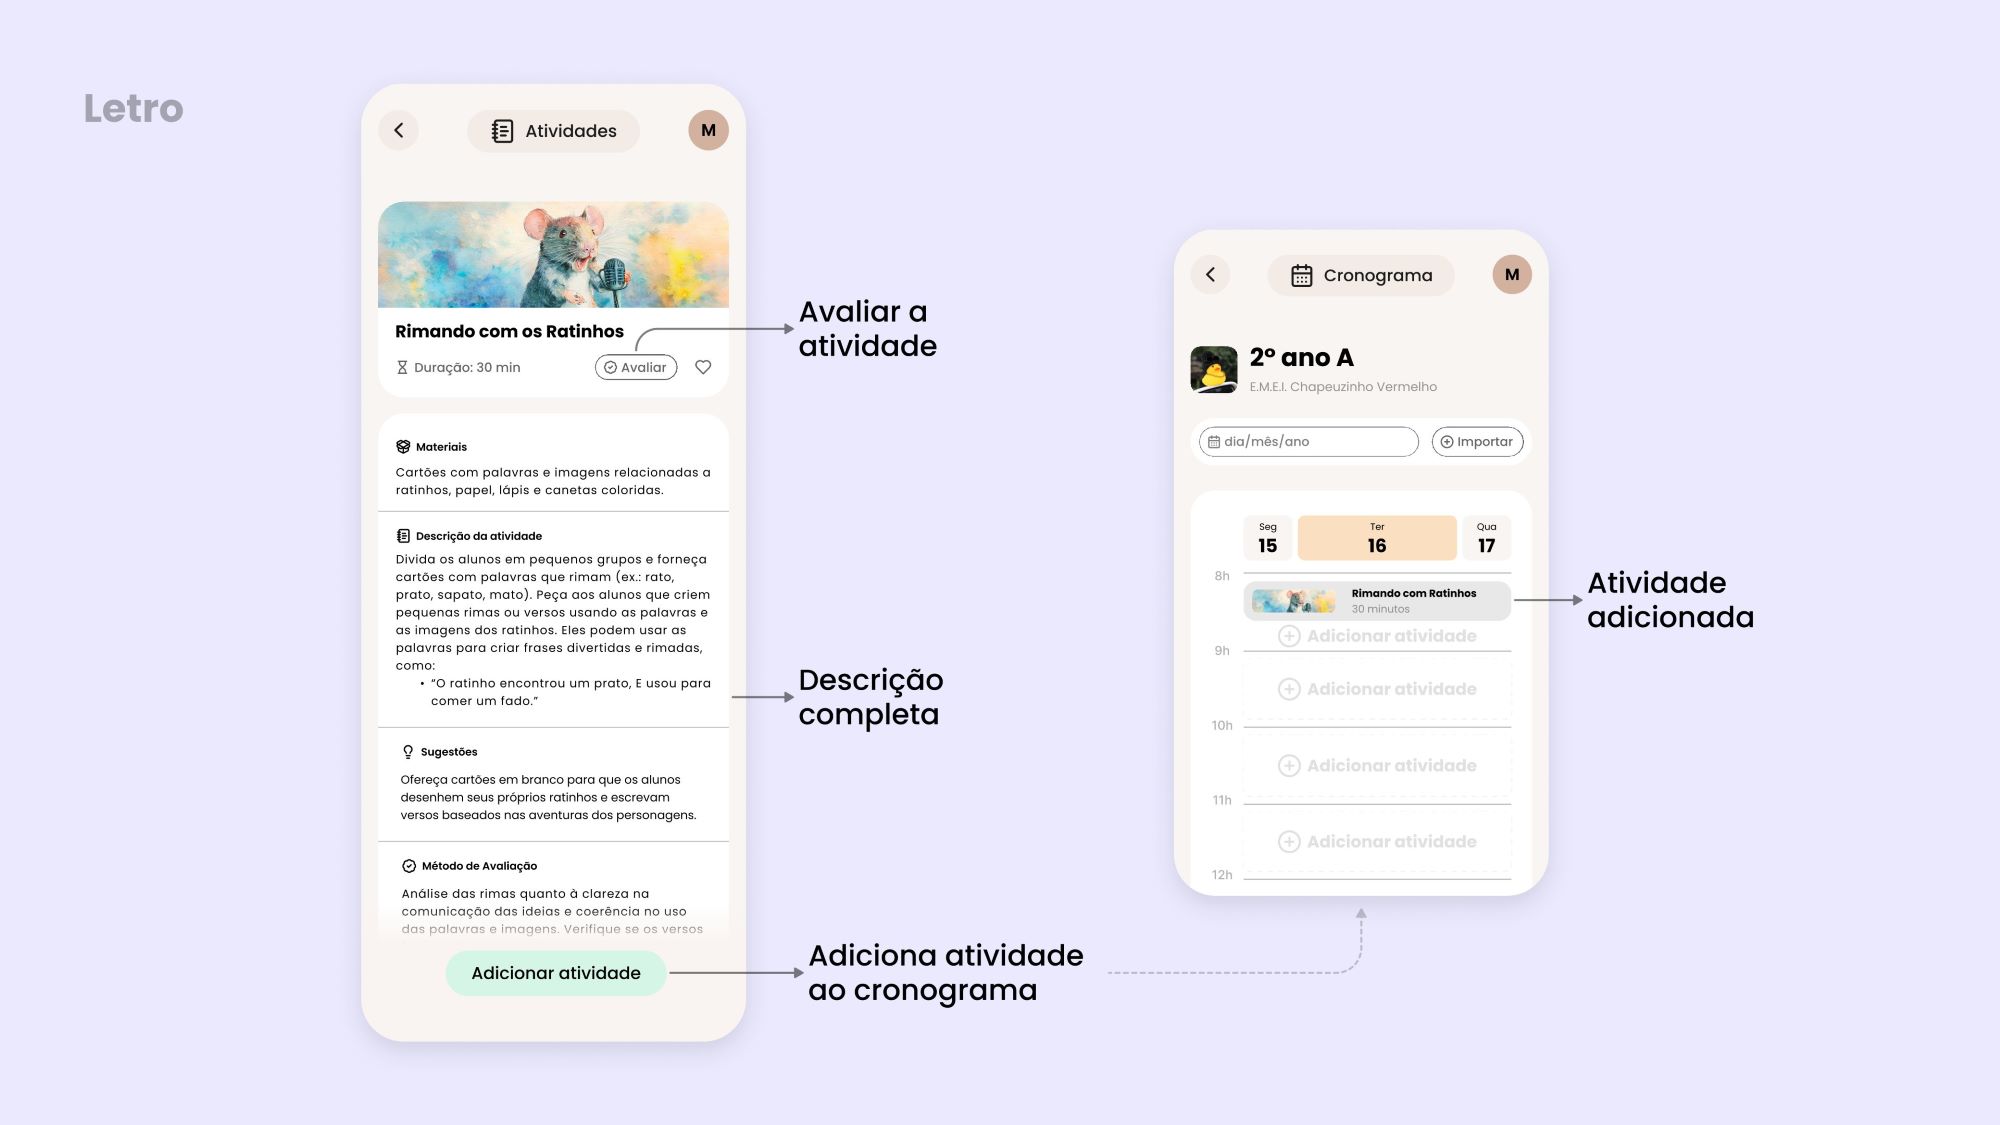 Letro
Atividades
M
Rimando com os Ratinhos
Duração: 30 min
Avaliar
Materiais
Cartões com palavras e imagens relacionadas a
ratinhos, papel, lápis e canetas coloridas.
Descrição da atividade
Divida os alunos em pequenos grupos e forneça
cartões com palavras que rimam (ex.: rato,
prato, sapato, mato). Peça aos alunos que criem
pequenas rimas ou versos usando as palavras e
as imagens dos ratinhos. Eles podem usar as
palavras para criar frases divertidas e rimadas,
como:
• “O ratinho encontrou um prato, E usou para
comer um fado.”
Sugestões
Ofereça cartões em branco para que os alunos
desenhem seus próprios ratinhos e escrevam
versos baseados nas aventuras dos personagens.
Método de Avaliação
Análise das rimas quanto à clareza na
comunicação das ideias e coerência no uso
das palavras e imagens. Verifique se os versos
Adicionar atividade
Avaliar a
atividade
Descrição
completa
Adiciona atividade
ao cronograma
Cronograma
M
2º ano A
E.M.E.I. Chapeuzinho Vermelho
dia/mês/ano
Importar
Seg
15
Ter
16
Qua
17
8h
Rimando com Ratinhos
30 minutos
Adicionar atividade
9h
Adicionar atividade
10h
Adicionar atividade
11h
Adicionar atividade
12h
Atividade
adicionada